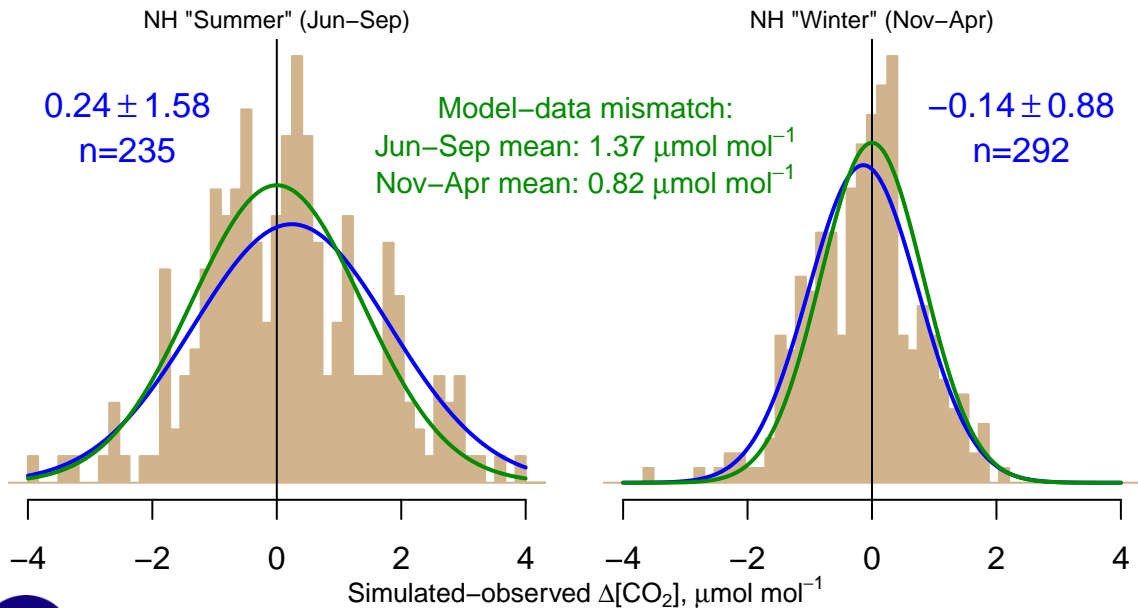 NH "Summer" (Jun−Sep)
0.24 ± 1.58
n=235
Model−data mismatch:
Jun−Sep mean: 1.37 μmol mol⁻¹
Nov−Apr mean: 0.82 μmol mol⁻¹
NH "Winter" (Nov−Apr)
−0.14 ± 0.88
n=292
−4 −2 0 2 4
−4 −2 0 2 4
Simulated−observed Δ[CO₂], μmol mol⁻¹